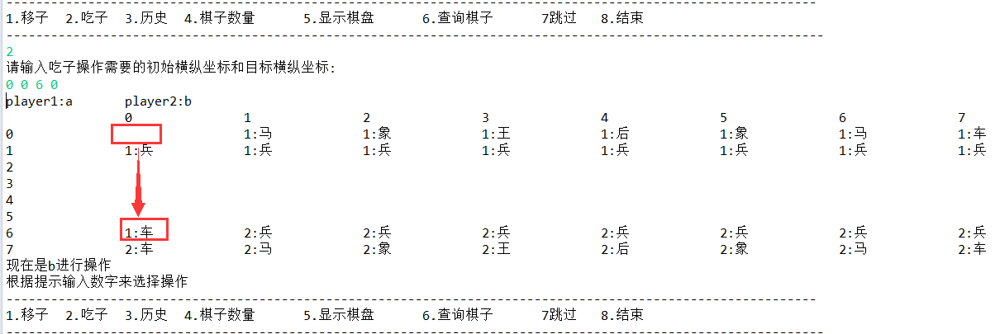 1.移子 2.吃子 3.历史 4.棋子数量 5.显示棋盘 6.查询棋子 7跳过 8.结束
2
请输入吃子操作需要的初始横纵坐标和目标横纵坐标:
0 0 6 0
player1:a player2:b
0 1 2 3 4 5 6 7
0 1:马 1:象 1:王 1:后 1:象 1:马 1:车
1 1:兵 1:兵 1:兵 1:兵 1:兵 1:兵 1:兵 1:兵
2
3
4
5
6 1:车 2:兵 2:兵 2:兵 2:兵 2:兵 2:兵 2:兵
7 2:车 2:马 2:象 2:王 2:后 2:象 2:马 2:车
现在是b进行操作
根据提示输入数字来选择操作
1.移子 2.吃子 3.历史 4.棋子数量 5.显示棋盘 6.查询棋子 7跳过 8.结束